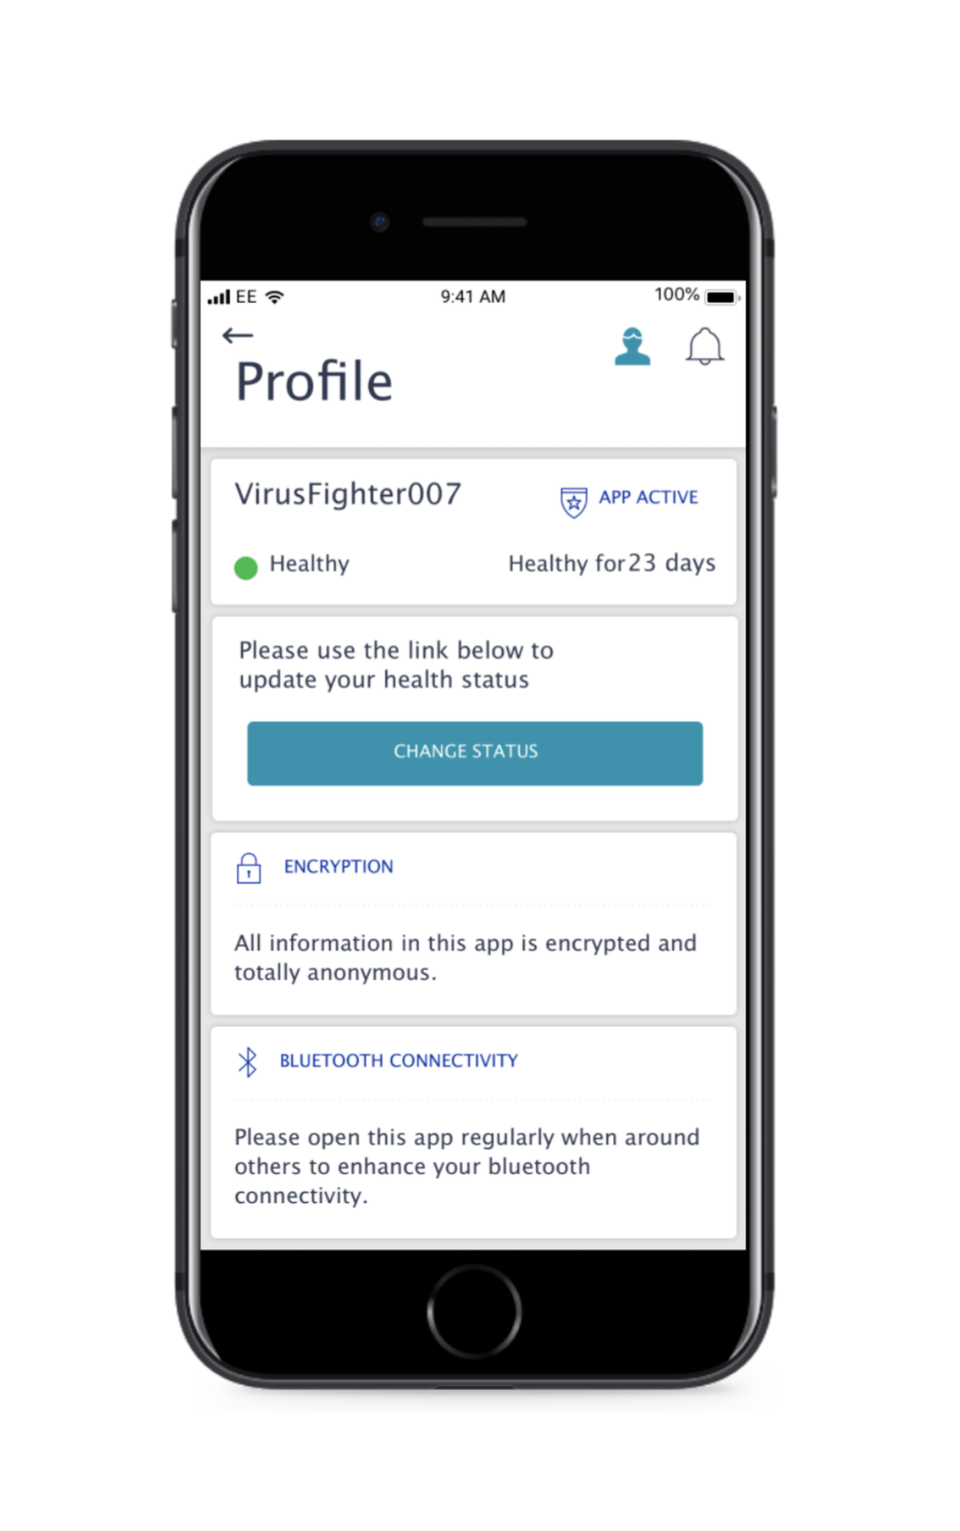 EE 9:41 AM 100%
Profile
VirusFighter007 APP ACTIVE
Healthy Healthy for 23 days
Please use the link below to
update your health status
CHANGE STATUS
ENCRYPTION
All information in this app is encrypted and
totally anonymous.
BLUETOOTH CONNECTIVITY
Please open this app regularly when around
others to enhance your bluetooth
connectivity.